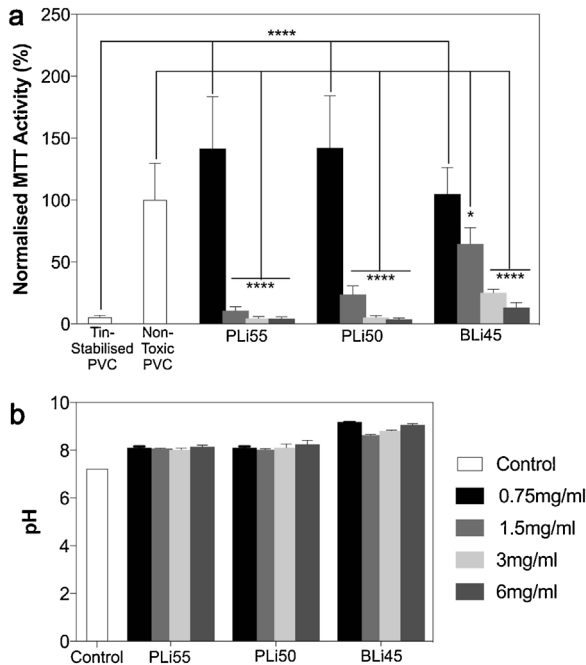 a
Normalised MTT Activity (%)
250
200
150
100
50
0
****
****
****
*
****
Tin-
Stabilised
PVC
Non-
Toxic
PVC
PLi55
PLi50
BLi45
b
pH
10
8
6
4
2
0
Control
PLi55
PLi50
BLi45
Control
0.75mg/ml
1.5mg/ml
3mg/ml
6mg/ml